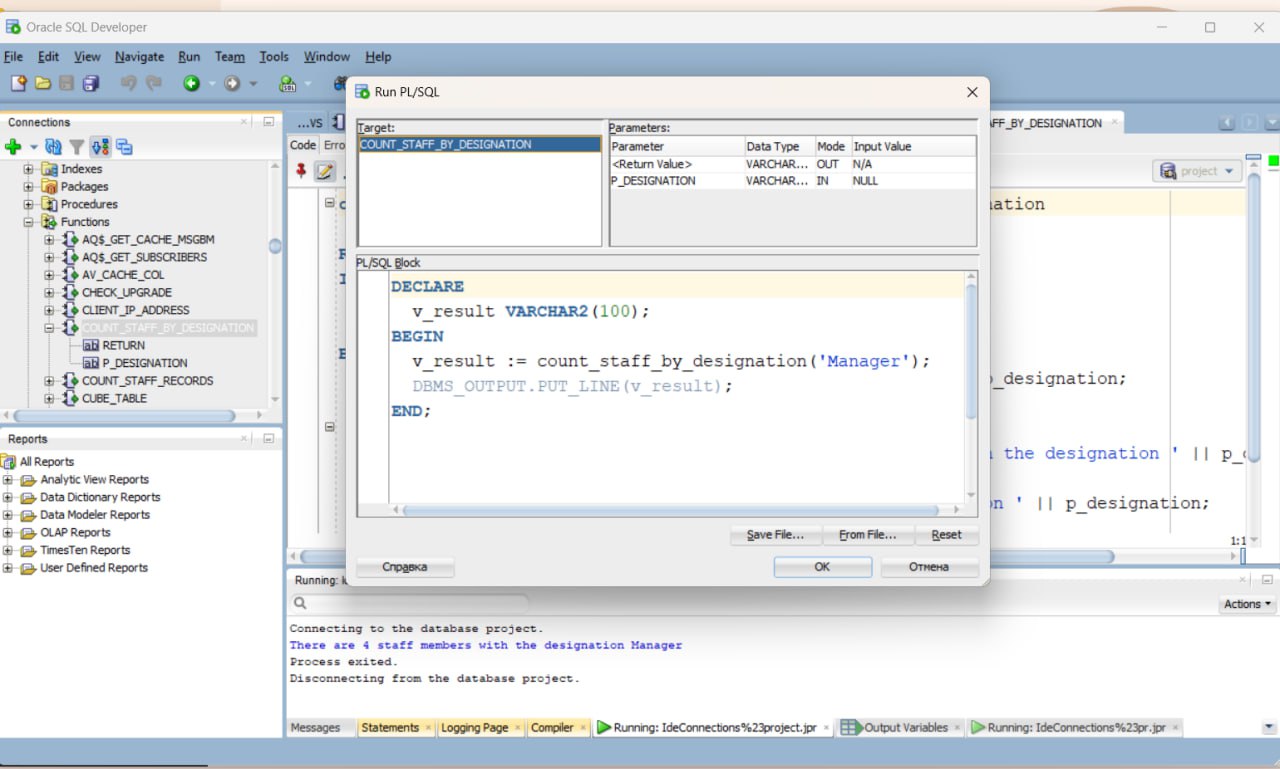 Oracle SQL Developer
File Edit View Navigate Run Team Tools Window Help
Connections
Indexes
Packages
Procedures
Functions
AQ$_GET_CACHE_MSGBM
AQ$_GET_SUBSCRIBERS
AV_CACHE_COL
CHECK_UPGRADE
CLIENT_IP_ADDRESS
COUNT_STAFF_BY_DESIGNATION
RETURN
P_DESIGNATION
COUNT_STAFF_RECORDS
CUBE_TABLE
Reports
All Reports
Analytic View Reports
Data Dictionary Reports
Data Modeler Reports
OLAP Reports
TimesTen Reports
User Defined Reports
...VS
FF_BY_DESIGNATION
Code Erro
project
ation
_designation;
the designation ' || p_
n ' || p_designation;
1:1
Run PL/SQL
Target:
COUNT_STAFF_BY_DESIGNATION
Parameters:
Parameter Data Type Mode Input Value
<Return Value> VARCHAR... OUT N/A
P_DESIGNATION VARCHAR... IN NULL
PL/SQL Block
DECLARE
v_result VARCHAR2(100);
BEGIN
v_result := count_staff_by_designation('Manager');
DBMS_OUTPUT.PUT_LINE(v_result);
END;
Save File... From File... Reset
Справка OK Отмена
Running: I
Actions
Connecting to the database project.
There are 4 staff members with the designation Manager
Process exited.
Disconnecting from the database project.
Messages Statements Logging Page Compiler Running: IdeConnections%23project.jpr Output Variables Running: IdeConnections%23pr.jpr